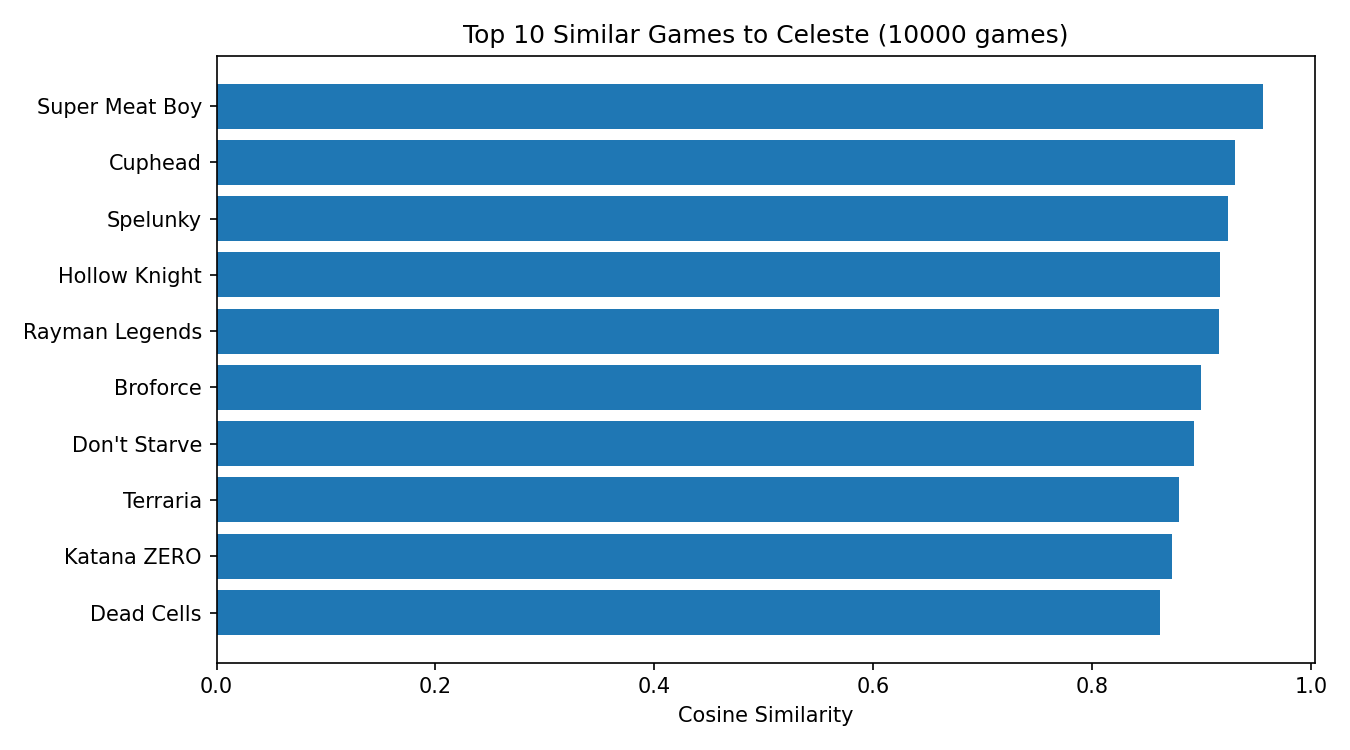 Top 10 Similar Games to Celeste (10000 games)
Super Meat Boy
Cuphead
Spelunky
Hollow Knight
Rayman Legends
Broforce
Don't Starve
Terraria
Katana ZERO
Dead Cells
0.0 0.2 0.4 0.6 0.8 1.0
Cosine Similarity